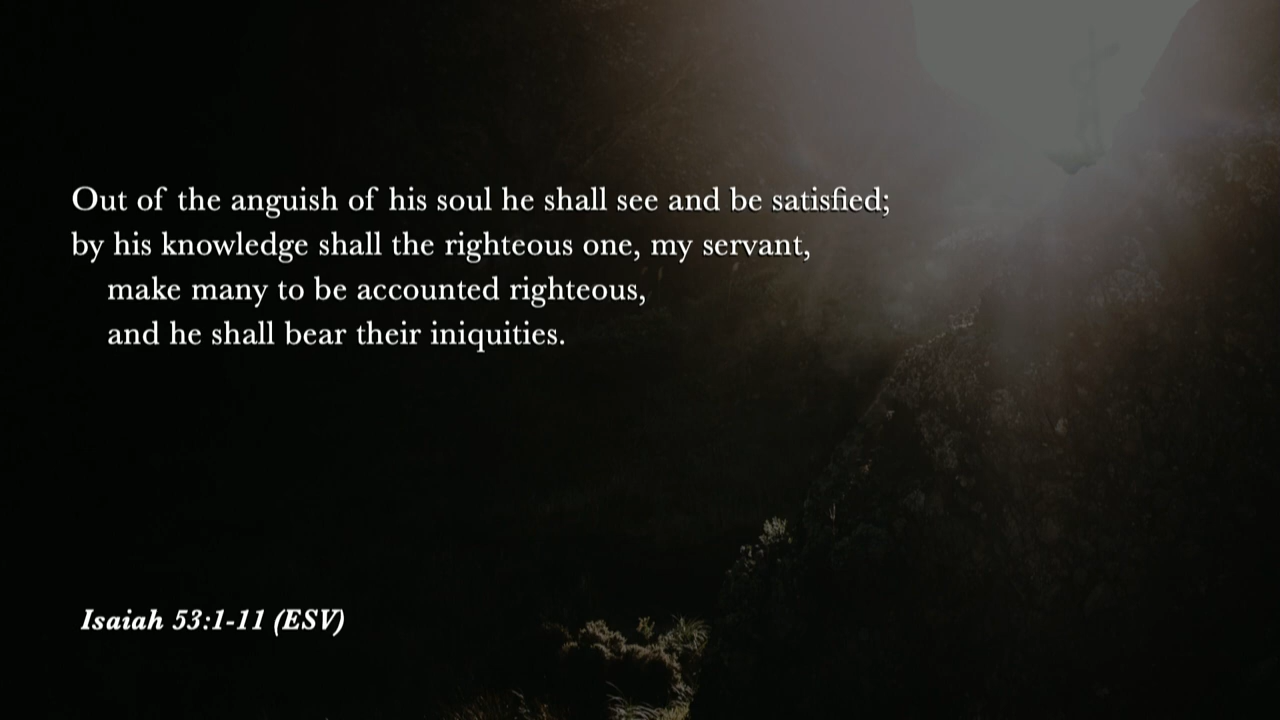 Out of the anguish of his soul he shall see and be satisfied;
by his knowledge shall the righteous one, my servant,
make many to be accounted righteous,
and he shall bear their iniquities.
Isaiah 53:1-11 (ESV)